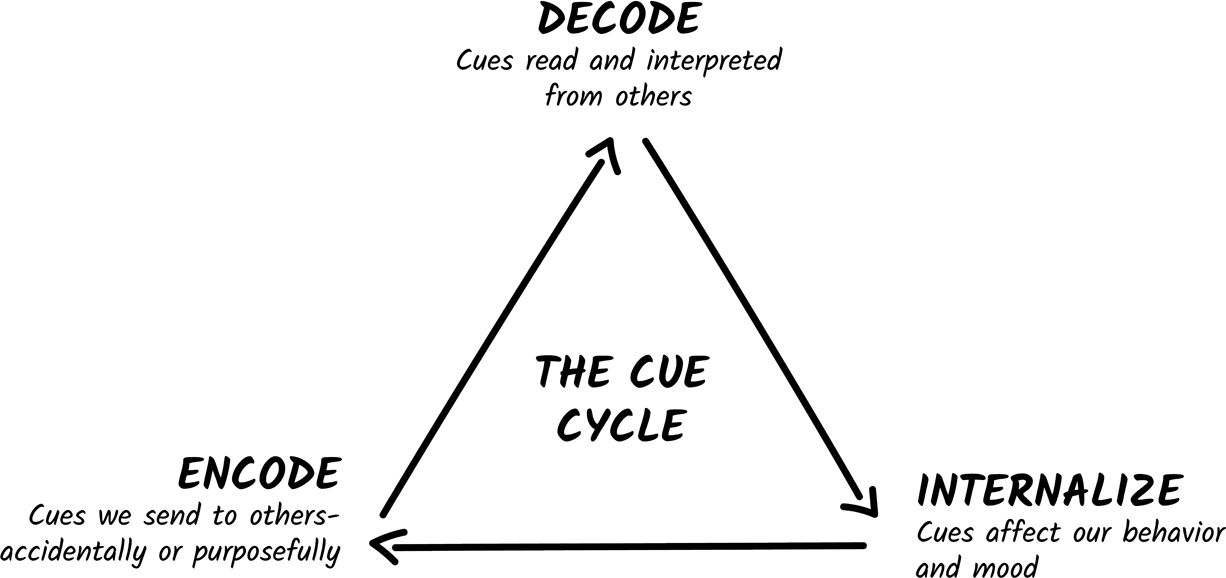 DECODE
Cues read and interpreted
from others
THE CUE
CYCLE
ENCODE
Cues we send to others-
accidentally or purposefully
INTERNALIZE
Cues affect our behavior
and mood